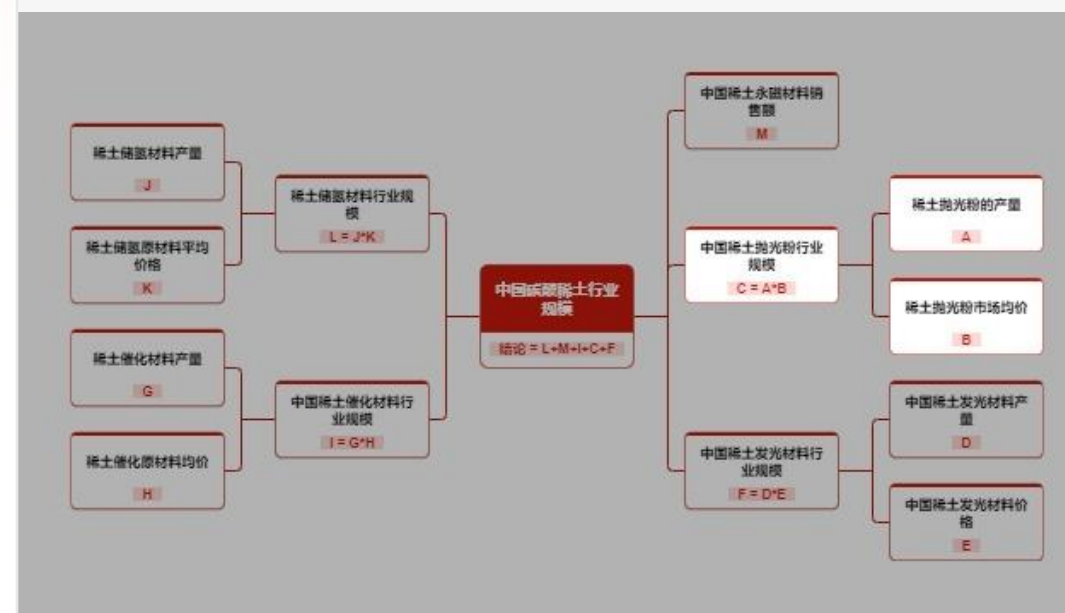 中国稀土永磁材料销
售额
M
稀土储氢材料产量
J
稀土储氢材料行业规
模
L = J*K
稀土储氢原材料平均
价格
K
稀土抛光粉的产量
A
中国稀土抛光粉行业
规模
C = A*B
稀土抛光粉市场均价
B
中国碳酸稀土行业
规模
结论 = L+M+I+C+F
稀土催化材料产量
G
中国稀土催化材料行
业规模
I = G*H
稀土催化原材料均价
H
中国稀土发光材料产
量
D
中国稀土发光材料行
业规模
F = D*E
中国稀土发光材料价
格
E